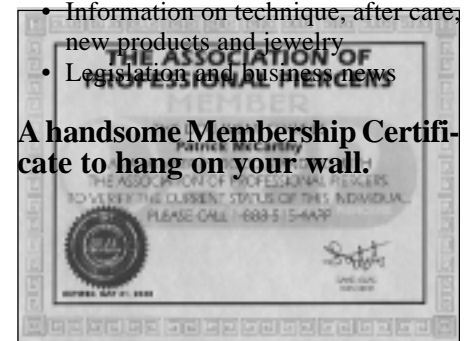 • Information on technique, after care,
new products and jewelry
• Legislation and business news
THE ASSOCIATION OF
PROFESSIONAL PIERCERS
MEMBER
A handsome Membership Certifi-
cate to hang on your wall.
Patrick McCarthy
THE ASSOCIATION OF PROFESSIONAL PIERCERS
TO VERIFY THE CURRENT STATUS OF THIS INDIVIDUAL
PLEASE CALL 1-888-515-4APP